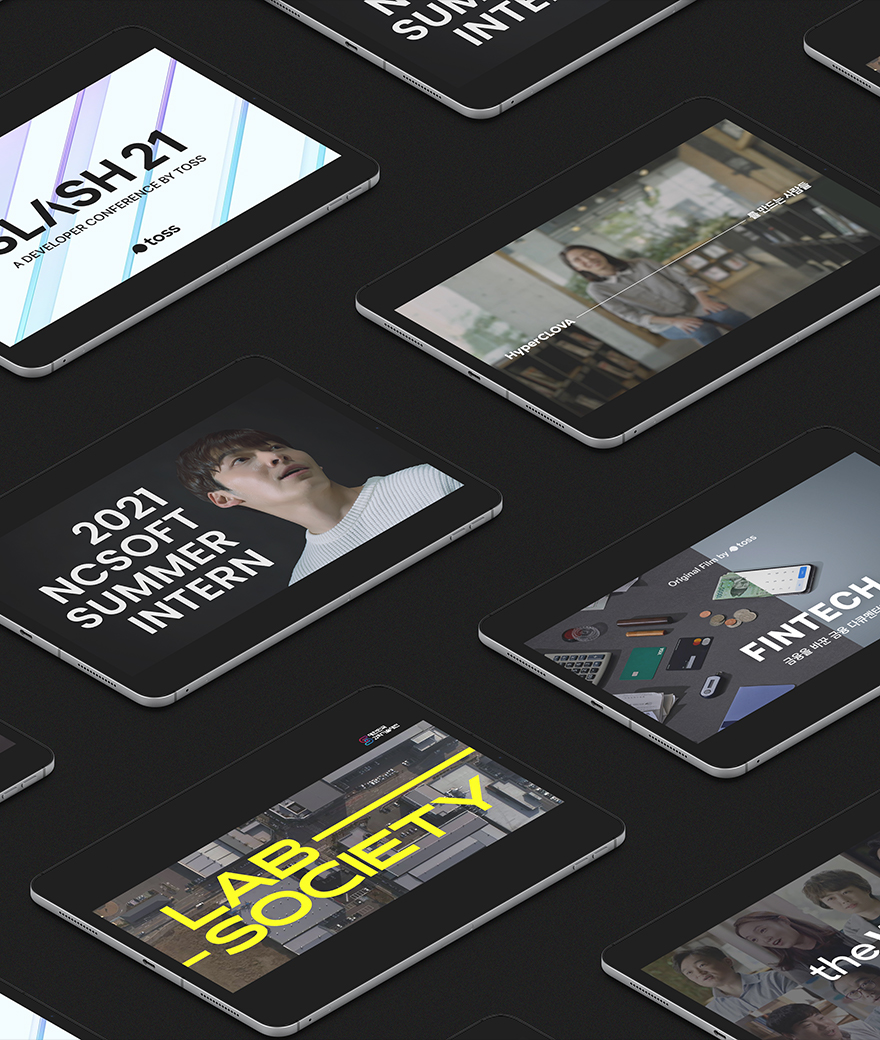 SUMMER
INTERN
SLASH 21
A DEVELOPER CONFERENCE BY TOSS
toss
HyperCLOVA
를 만드는 사람들
2021
NCSOFT
SUMMER
INTERN
Original Film by toss
FINTECH
금융을 바꾼 금융 다큐멘터
VISA
LAB
-SOCIETY
the